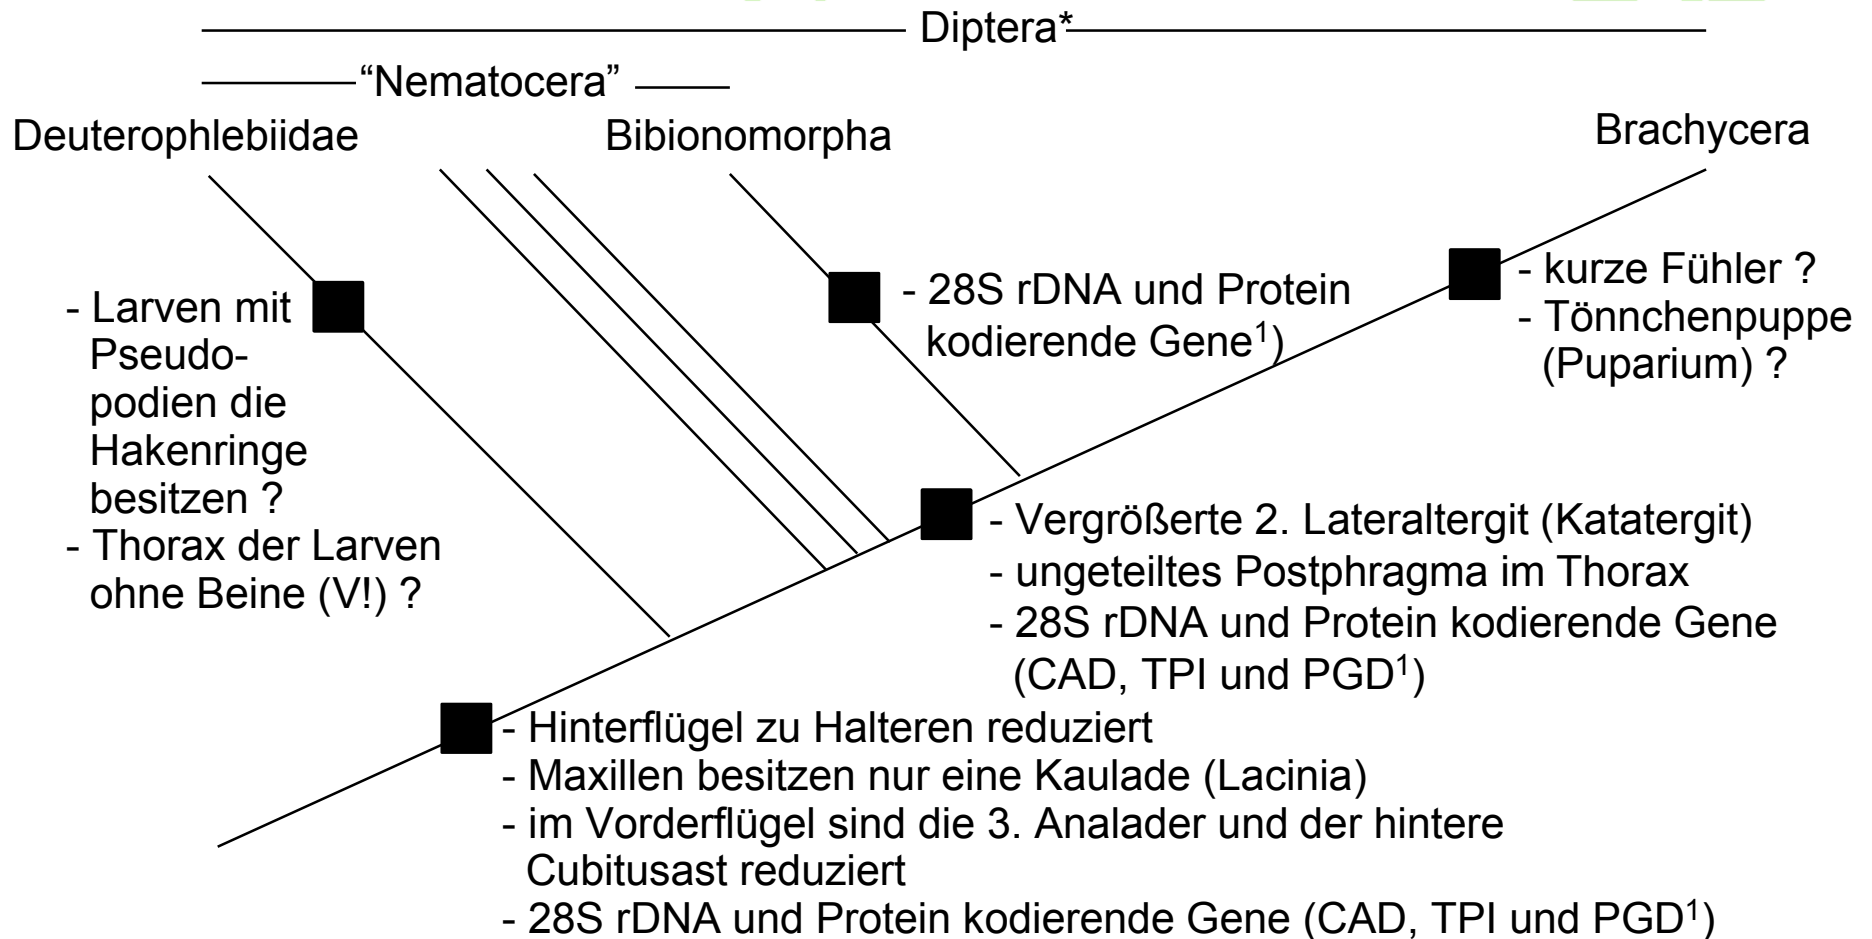 Diptera*
“Nematocera”
Deuterophlebiidae
Bibionomorpha
Brachycera
- Larven mit
Pseudo-
podien die
Hakenringe
besitzen ?
- Thorax der Larven
ohne Beine (V!) ?
- 28S rDNA und Protein
kodierende Gene¹)
- kurze Fühler ?
- Tönnchenpuppe
(Puparium) ?
- Vergrößerte 2. Lateraltergit (Katatergit)
- ungeteiltes Postphragma im Thorax
- 28S rDNA und Protein kodierende Gene
(CAD, TPI und PGD¹)
- Hinterflügel zu Halteren reduziert
- Maxillen besitzen nur eine Kaulade (Lacinia)
- im Vorderflügel sind die 3. Analader und der hintere
Cubitusast reduziert
- 28S rDNA und Protein kodierende Gene (CAD, TPI und PGD¹)